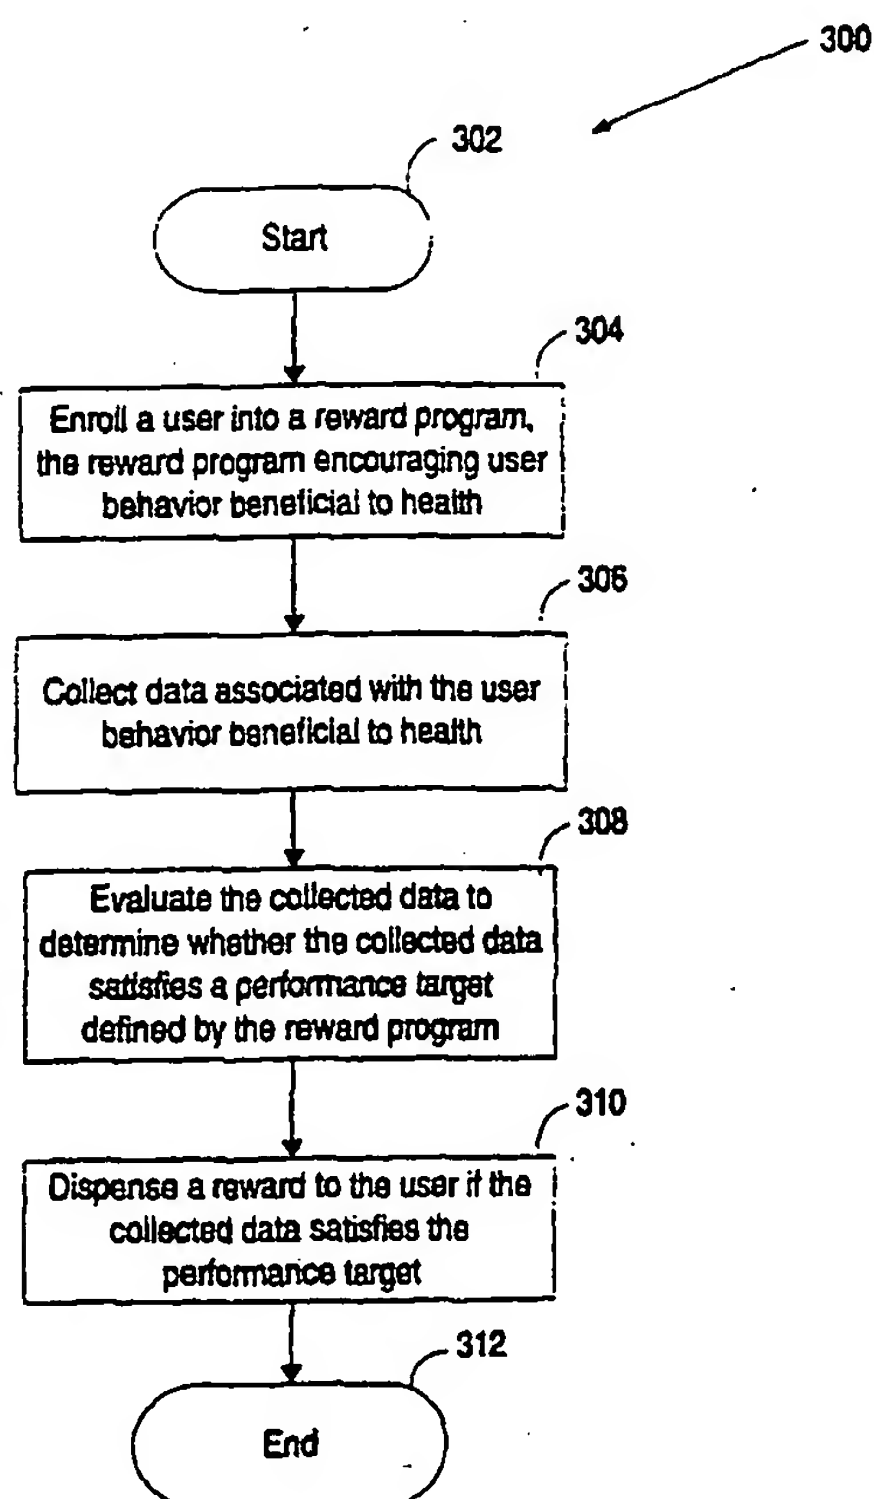 300
302
Start
304
Enroll a user into a reward program,
the reward program encouraging user
behavior beneficial to health
306
Collect data associated with the user
behavior beneficial to health
308
Evaluate the collected data to
determine whether the collected data
satisfies a performance target
defined by the reward program
310
Dispense a reward to the user if the
collected data satisfies the
performance target
312
End